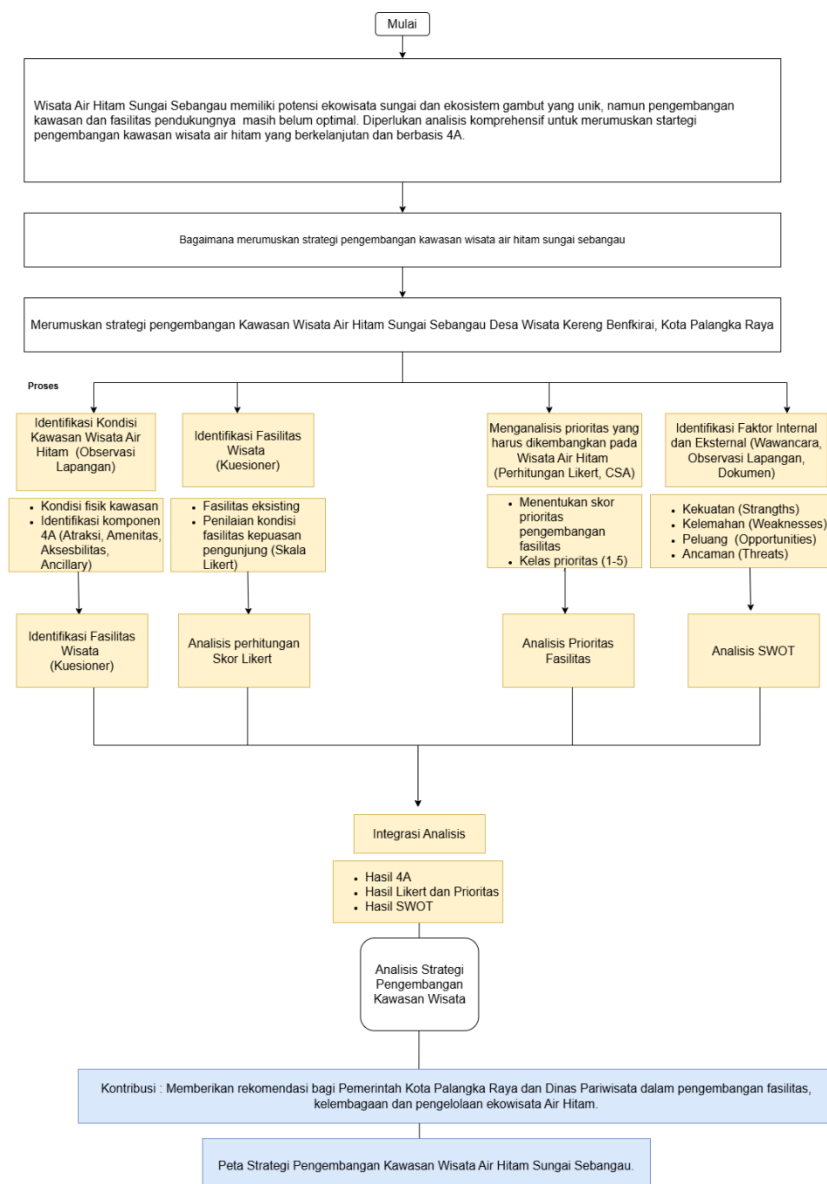 Mulai
Wisata Air Hitam Sungai Sebangau memiliki potensi ekowisata sungai dan ekosistem gambut yang unik, namun pengembangan
kawasan dan fasilitas pendukungnya masih belum optimal. Diperlukan analisis komprehensif untuk merumuskan startegi
pengembangan kawasan wisata air hitam yang berkelanjutan dan berbasis 4A.
Bagaimana merumuskan strategi pengembangan kawasan wisata air hitam sungai sebangau
Merumuskan strategi pengembangan Kawasan Wisata Air Hitam Sungai Sebangau Desa Wisata Kereng Benfkirai, Kota Palangka Raya
Proses
Identifikasi Kondisi
Kawasan Wisata Air
Hitam (Observasi
Lapangan)
• Kondisi fisik kawasan
• Identifikasi komponen
4A (Atraksi, Amenitas,
Aksesbilitas,
Ancillary)
Identifikasi Fasilitas
Wisata
(Kuesioner)
Identifikasi Fasilitas
Wisata
(Kuesioner)
• Fasilitas eksisting
• Penilaian kondisi
fasilitas kepuasan
pengunjung (Skala
Likert)
Analisis perhitungan
Skor Likert
Menganalisis prioritas yang
harus dikembangkan pada
Wisata Air Hitam
(Perhitungan Likert, CSA)
• Menentukan skor
prioritas
pengembangan
fasilitas
• Kelas prioritas (1-5)
Analisis Prioritas
Fasilitas
Identifikasi Faktor Internal
dan Eksternal (Wawancara,
Observasi Lapangan,
Dokumen)
• Kekuatan (Strangths)
• Kelemahan (Weaknesses)
• Peluang (Opportunities)
• Ancaman (Threats)
Analisis SWOT
Integrasi Analisis
• Hasil 4A
• Hasil Likert dan Prioritas
• Hasil SWOT
Analisis Strategi
Pengembangan
Kawasan Wisata
Kontribusi : Memberikan rekomendasi bagi Pemerintah Kota Palangka Raya dan Dinas Pariwisata dalam pengembangan fasilitas,
kelembagaan dan pengelolaan ekowisata Air Hitam.
Peta Strategi Pengembangan Kawasan Wisata Air Hitam Sungai Sebangau.